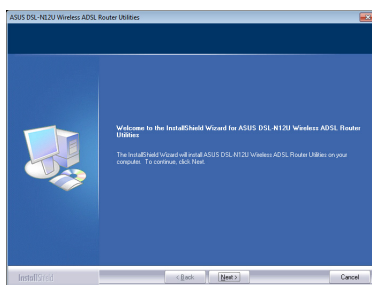 ASUS DSL-N12U Wireless ADSL Router Utilities
Welcome to the InstallShield Wizard for ASUS DSL-N12U Wireless ADSL Router
Utilities
The InstallShield Wizard will install ASUS DSL-N12U Wireless ADSL Router Utilities on your
computer. To continue, click Next.
InstallShield
< Back
Next >
Cancel